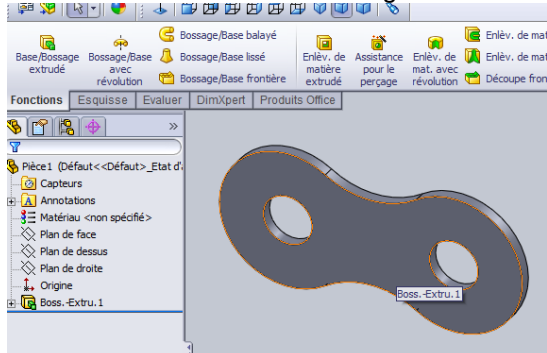 Base/Bossage extrudé
Bossage/Base avec révolution
Bossage/Base balayé
Bossage/Base lissé
Bossage/Base frontière
Enlèv. de matière extrudé
Assistance pour le perçage
Enlèv. de mat. avec révolution
Enlèv. de mat
Enlèv. de mat
Découpe fron
Fonctions Esquisse Evaluer DimXpert Produits Office
Pièce1 (Défaut<<Défaut>_Etat d'
Capteurs
A Annotations
Matériau <non spécifié>
Plan de face
Plan de dessus
Plan de droite
Origine
Boss.-Extru.1
Boss.-Extru.1